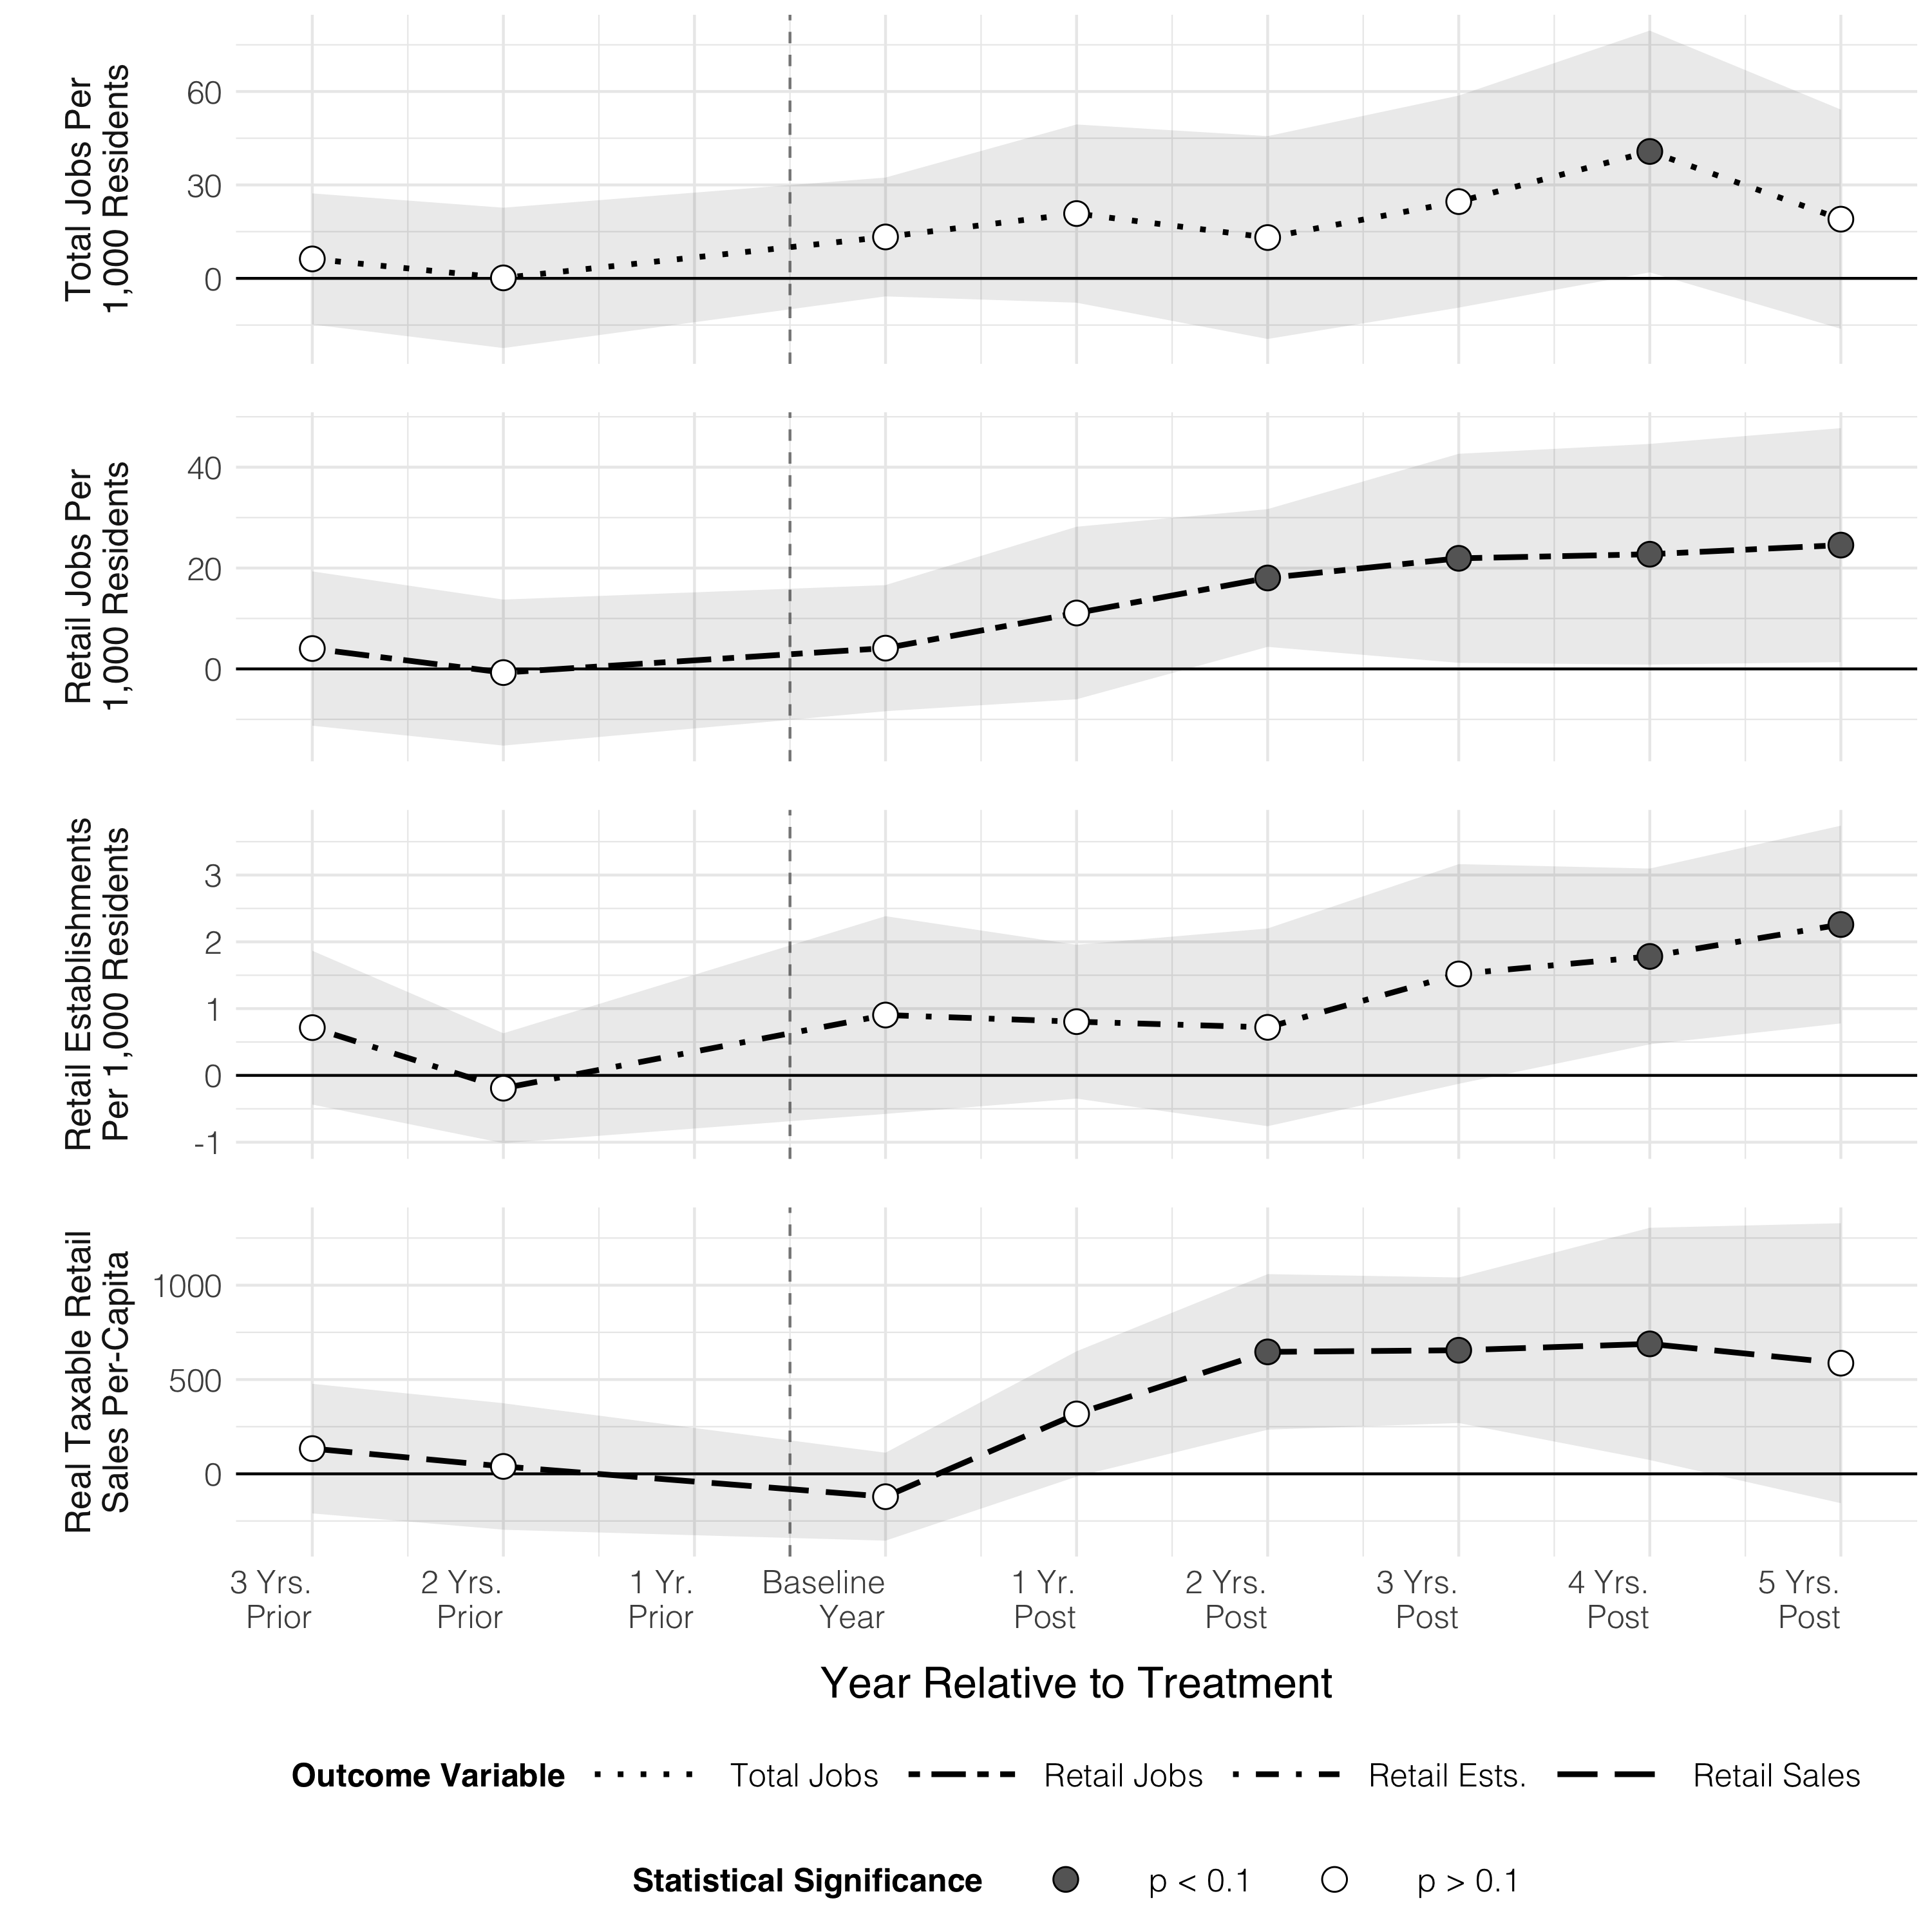 Total Jobs Per
1,000 Residents
60
30
0
Retail Jobs Per
1,000 Residents
40
20
0
Retail Establishments
Per 1,000 Residents
3
2
1
0
-1
Real Taxable Retail
Sales Per-Capita
1000
500
0
3 Yrs.
Prior
2 Yrs.
Prior
1 Yr.
Prior
Baseline
Year
1 Yr.
Post
2 Yrs.
Post
3 Yrs.
Post
4 Yrs.
Post
5 Yrs.
Post
Year Relative to Treatment
Outcome Variable Total Jobs Retail Jobs Retail Ests. Retail Sales
Statistical Significance p < 0.1 p > 0.1